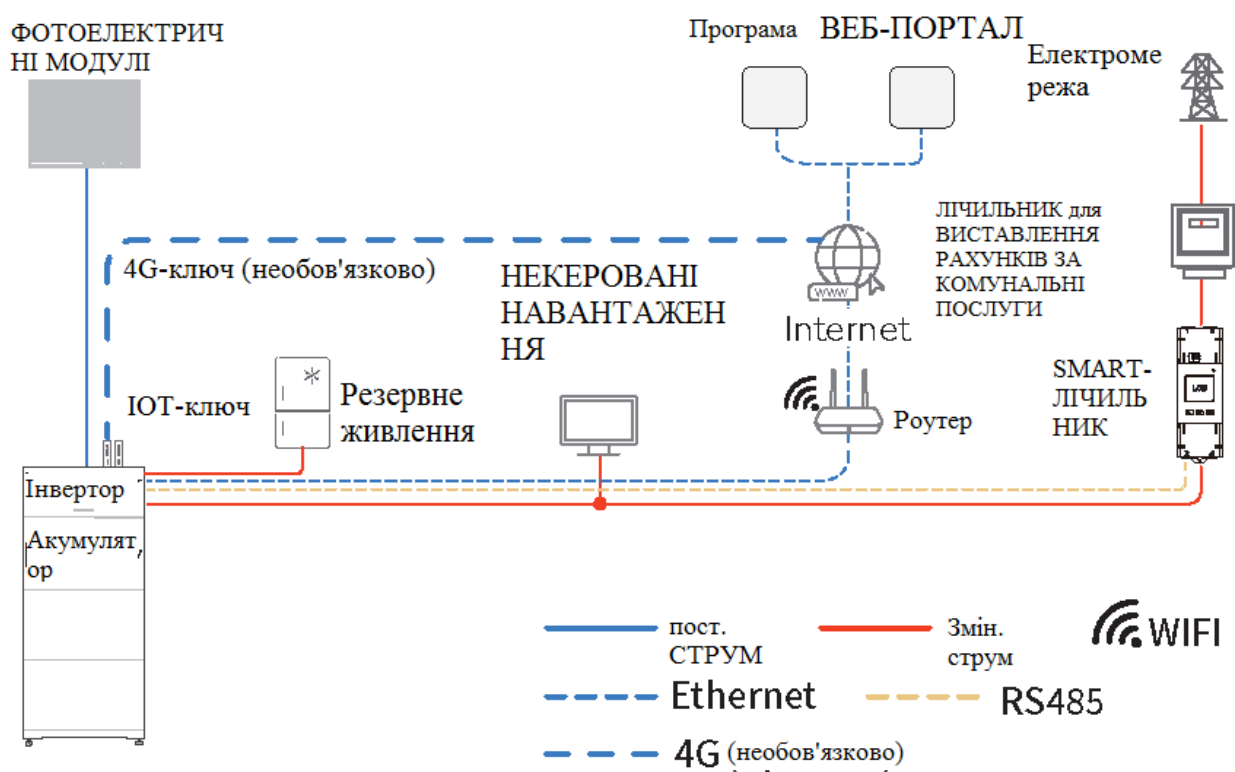 ФОТОЕЛЕКТРИЧ
НІ МОДУЛІ
Програма
ВЕБ-ПОРТАЛ
Електроме
режа
4G-ключ (необов'язково)
НЕКЕРОВАНІ
НАВАНТАЖЕН
НЯ
ЛІЧИЛЬНИК для
ВИСТАВЛЕННЯ
РАХУНКІВ ЗА
КОМУНАЛЬНІ
ПОСЛУГИ
www
Internet
IOT-ключ
Резервне
живлення
Роутер
SMART-
ЛІЧИЛЬ
НИК
Інвертор
Акумулят
ор
пост.
СТРУМ
Змін.
струм
WIFI
Ethernet
RS485
4G (необов'язково)